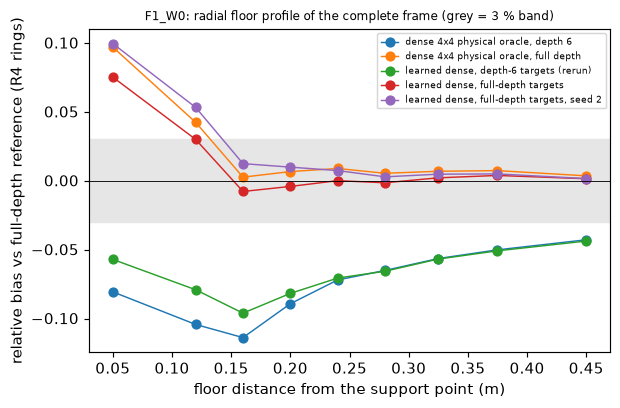 F1_W0: radial floor profile of the complete frame (grey = 3 % band)
relative bias vs full-depth reference (R4 rings)
0.10
0.05
0.00
−0.05
−0.10
dense 4x4 physical oracle, depth 6
dense 4x4 physical oracle, full depth
learned dense, depth-6 targets (rerun)
learned dense, full-depth targets
learned dense, full-depth targets, seed 2
0.05 0.10 0.15 0.20 0.25 0.30 0.35 0.40 0.45
floor distance from the support point (m)